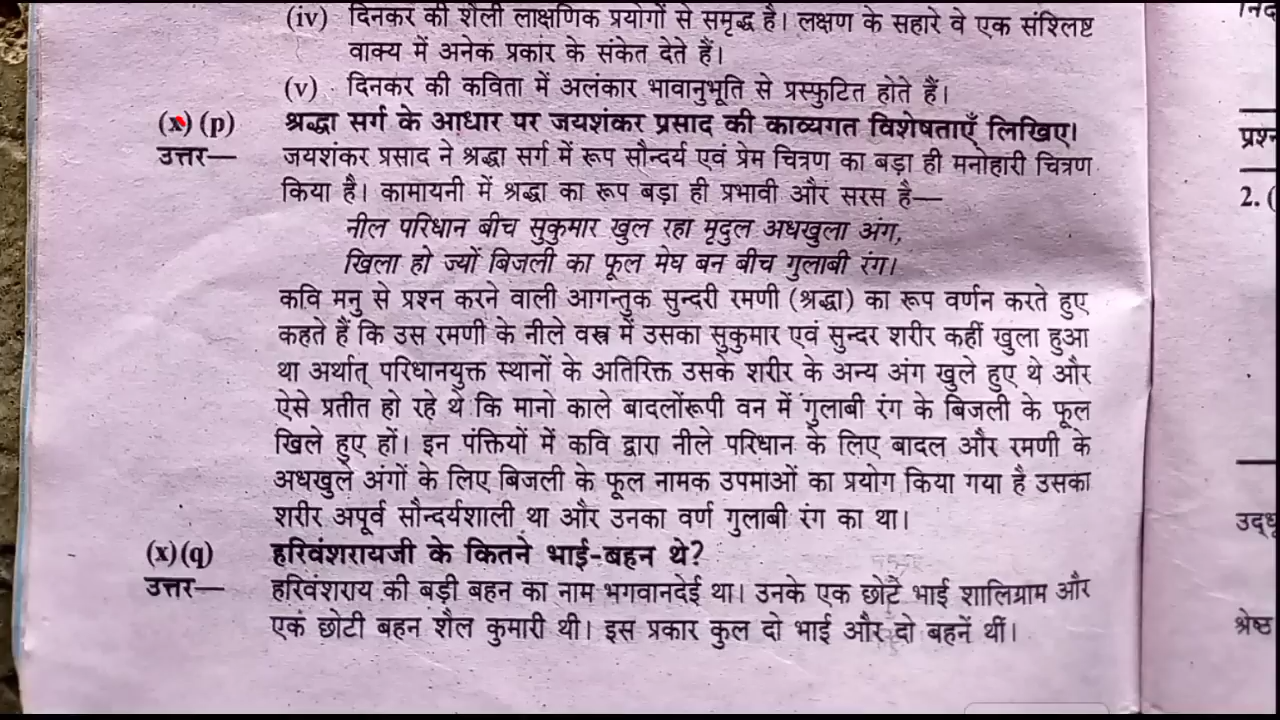 (iv) दिनकर की शैली लाक्षणिक प्रयोगों से समृद्ध है। लक्षण के सहारे वे एक संश्लिष्ट
वाक्य में अनेक प्रकार के संकेत देते हैं।
(v) दिनकर की कविता में अलंकार भावानुभूति से प्रस्फुटित होते हैं।
(x) (p) श्रद्धा सर्ग के आधार पर जयशंकर प्रसाद की काव्यगत विशेषताएँ लिखिए।
उत्तर— जयशंकर प्रसाद ने श्रद्धा सर्ग में रूप सौन्दर्य एवं प्रेम चित्रण का बड़ा ही मनोहारी चित्रण
किया है। कामायनी में श्रद्धा का रूप बड़ा ही प्रभावी और सरस है—
नील परिधान बीच सुकुमार खुल रहा मृदुल अधखुला अंग,
खिला हो ज्यों बिजली का फूल मेघ बन बीच गुलाबी रंग।
कवि मनु से प्रश्न करने वाली आगन्तुक सुन्दरी रमणी (श्रद्धा) का रूप वर्णन करते हुए
कहते हैं कि उस रमणी के नीले वस्त्र में उसका सुकुमार एवं सुन्दर शरीर कहीं खुला हुआ
था अर्थात् परिधानयुक्त स्थानों के अतिरिक्त उसके शरीर के अन्य अंग खुले हुए थे और
ऐसे प्रतीत हो रहे थे कि मानो काले बादलोंरूपी वन में गुलाबी रंग के बिजली के फूल
खिले हुए हों। इन पंक्तियों में कवि द्वारा नीले परिधान के लिए बादल और रमणी के
अधखुले अंगों के लिए बिजली के फूल नामक उपमाओं का प्रयोग किया गया है उसका
शरीर अपूर्व सौन्दर्यशाली था और उनका वर्ण गुलाबी रंग का था।
(x)(q) हरिवंशरायजी के कितने भाई-बहन थे?
उत्तर— हरिवंशराय की बड़ी बहन का नाम भगवानदेई था। उनके एक छोटे भाई शालिग्राम और
एक छोटी बहन शैल कुमारी थी। इस प्रकार कुल दो भाई और दो बहनें थीं।
प्रश्न
2. (
श्रेष्ठ